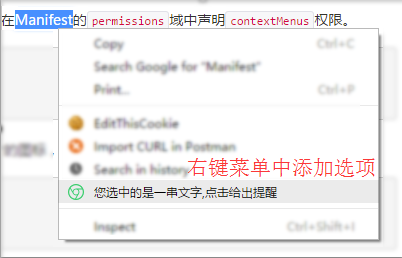 在Manifest的 permissions 域中声明 contextMenus 权限。
Copy Ctrl+C
Search Google for "Manifest"
Print... Ctrl+P
EditThisCookie
Import CURL in Postman
Search in history
右键菜单中添加选项
您选中的是一串文字,点击给出提醒
Inspect Ctrl+Shift+I